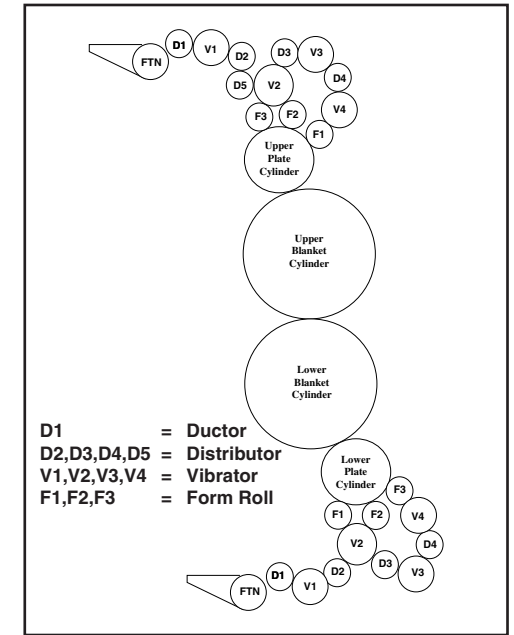 FTN
D1
V1
D2
D3
V3
D5
V2
D4
F3
F2
V4
F1
Upper
Plate
Cylinder
Upper
Blanket
Cylinder
Lower
Blanket
Cylinder
D1 = Ductor
D2,D3,D4,D5 = Distributor
V1,V2,V3,V4 = Vibrator
F1,F2,F3 = Form Roll
Lower
Plate
Cylinder
F3
F1
F2
V4
V2
D4
D3
D2
V3
D1
V1
FTN